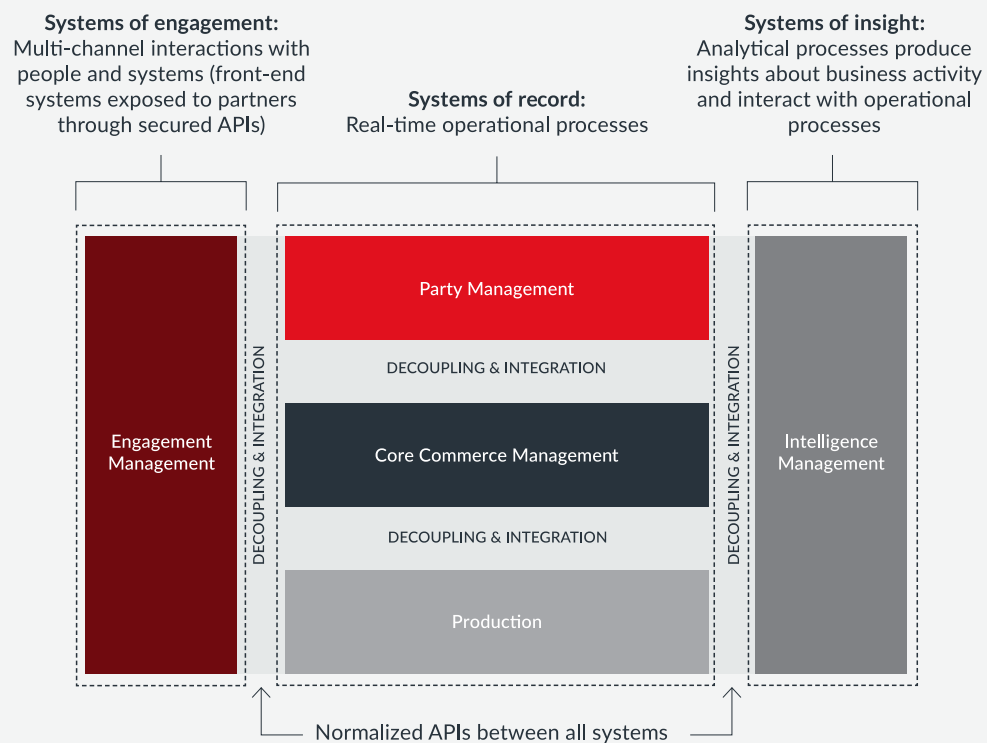 Systems of engagement:
Multi-channel interactions with
people and systems (front-end
systems exposed to partners
through secured APIs)
Systems of record:
Real-time operational processes
Systems of insight:
Analytical processes produce
insights about business activity
and interact with operational
processes
Engagement
Management
DECOUPLING & INTEGRATION
Party Management
DECOUPLING & INTEGRATION
Core Commerce Management
DECOUPLING & INTEGRATION
Production
DECOUPLING & INTEGRATION
Intelligence
Management
Normalized APIs between all systems